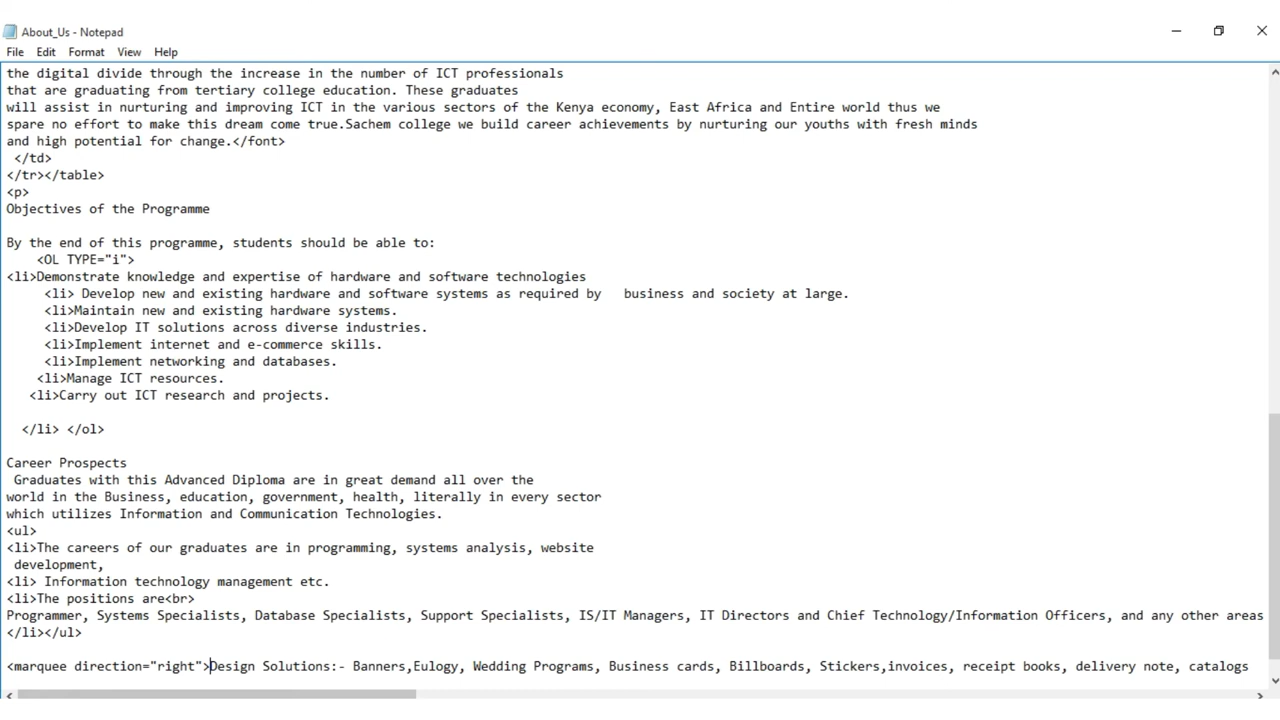 About_Us - Notepad
File Edit Format View Help
the digital divide through the increase in the number of ICT professionals
that are graduating from tertiary college education. These graduates
will assist in nurturing and improving ICT in the various sectors of the Kenya economy, East Africa and Entire world thus we
spare no effort to make this dream come true.Sachem college we build career achievements by nurturing our youths with fresh minds
and high potential for change.</font>
</td>
</tr></table>
<p>
Objectives of the Programme
By the end of this programme, students should be able to:
<OL TYPE="i">
<li>Demonstrate knowledge and expertise of hardware and software technologies
<li> Develop new and existing hardware and software systems as required by   business and society at large.
<li>Maintain new and existing hardware systems.
<li>Develop IT solutions across diverse industries.
<li>Implement internet and e-commerce skills.
<li>Implement networking and databases.
<li>Manage ICT resources.
<li>Carry out ICT research and projects.
</li> </ol>
Career Prospects
Graduates with this Advanced Diploma are in great demand all over the
world in the Business, education, government, health, literally in every sector
which utilizes Information and Communication Technologies.
<ul>
<li>The careers of our graduates are in programming, systems analysis, website
development,
<li> Information technology management etc.
<li>The positions are<br>
Programmer, Systems Specialists, Database Specialists, Support Specialists, IS/IT Managers, IT Directors and Chief Technology/Information Officers, and any other areas
</li></ul>
<marquee direction="right">Design Solutions:- Banners,Eulogy, Wedding Programs, Business cards, Billboards, Stickers,invoices, receipt books, delivery note, catalogs